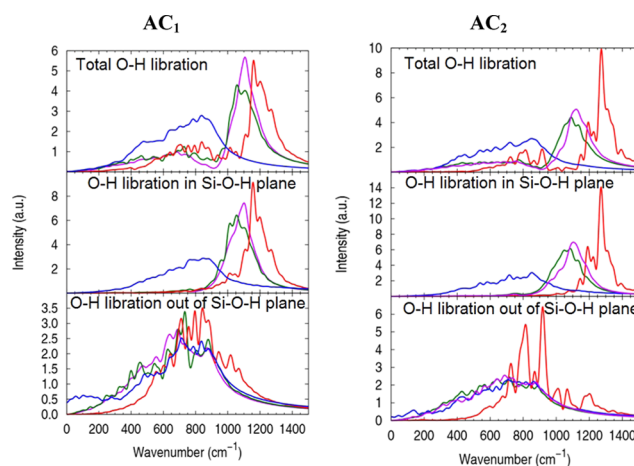 AC₁
AC₂
6
5
4
3
2
1
Total O-H libration
8
6
4
2
O-H libration in Si-O-H plane
3.5
3.0
2.5
2.0
1.5
1.0
0.5
0.0
O-H libration out of Si-O-H plane
0 200 400 600 800 1000 1200 1400
Wavenumber (cm⁻¹)
Intensity (a.u.)
10
8
6
4
2
Total O-H libration
14
12
10
8
6
4
2
O-H libration in Si-O-H plane
6
5
4
3
2
1
0
O-H libration out of Si-O-H plane
0 200 400 600 800 1000 1200 1400
Wavenumber (cm⁻¹)
Intensity (a.u.)